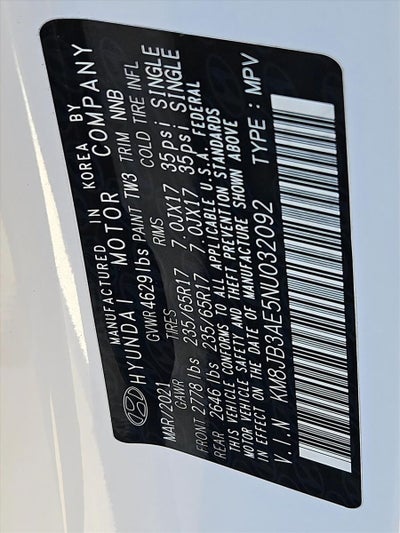 MANUFACTURED IN KOREA BY
HYUNDAI MOTOR COMPANY
GVWR 4629 lbs PAINT TW3 TRIM NNB
MAR/2021 TIRES RIMS COLD TIRE INFL
GAWR
FRONT 2778 lbs 235/65R17 7.0JX17 35psi SINGLE
REAR 2646 lbs 235/65R17 7.0JX17 35psi SINGLE
THIS VEHICLE CONFORMS TO ALL APPLICABLE U.S.A. FEDERAL
MOTOR VEHICLE SAFETY AND THEFT PREVENTION STANDARDS
IN EFFECT ON THE DATE OF MANUFACTURE SHOWN ABOVE
V.I.N KM8JB3AE5NU032092 TYPE : MPV